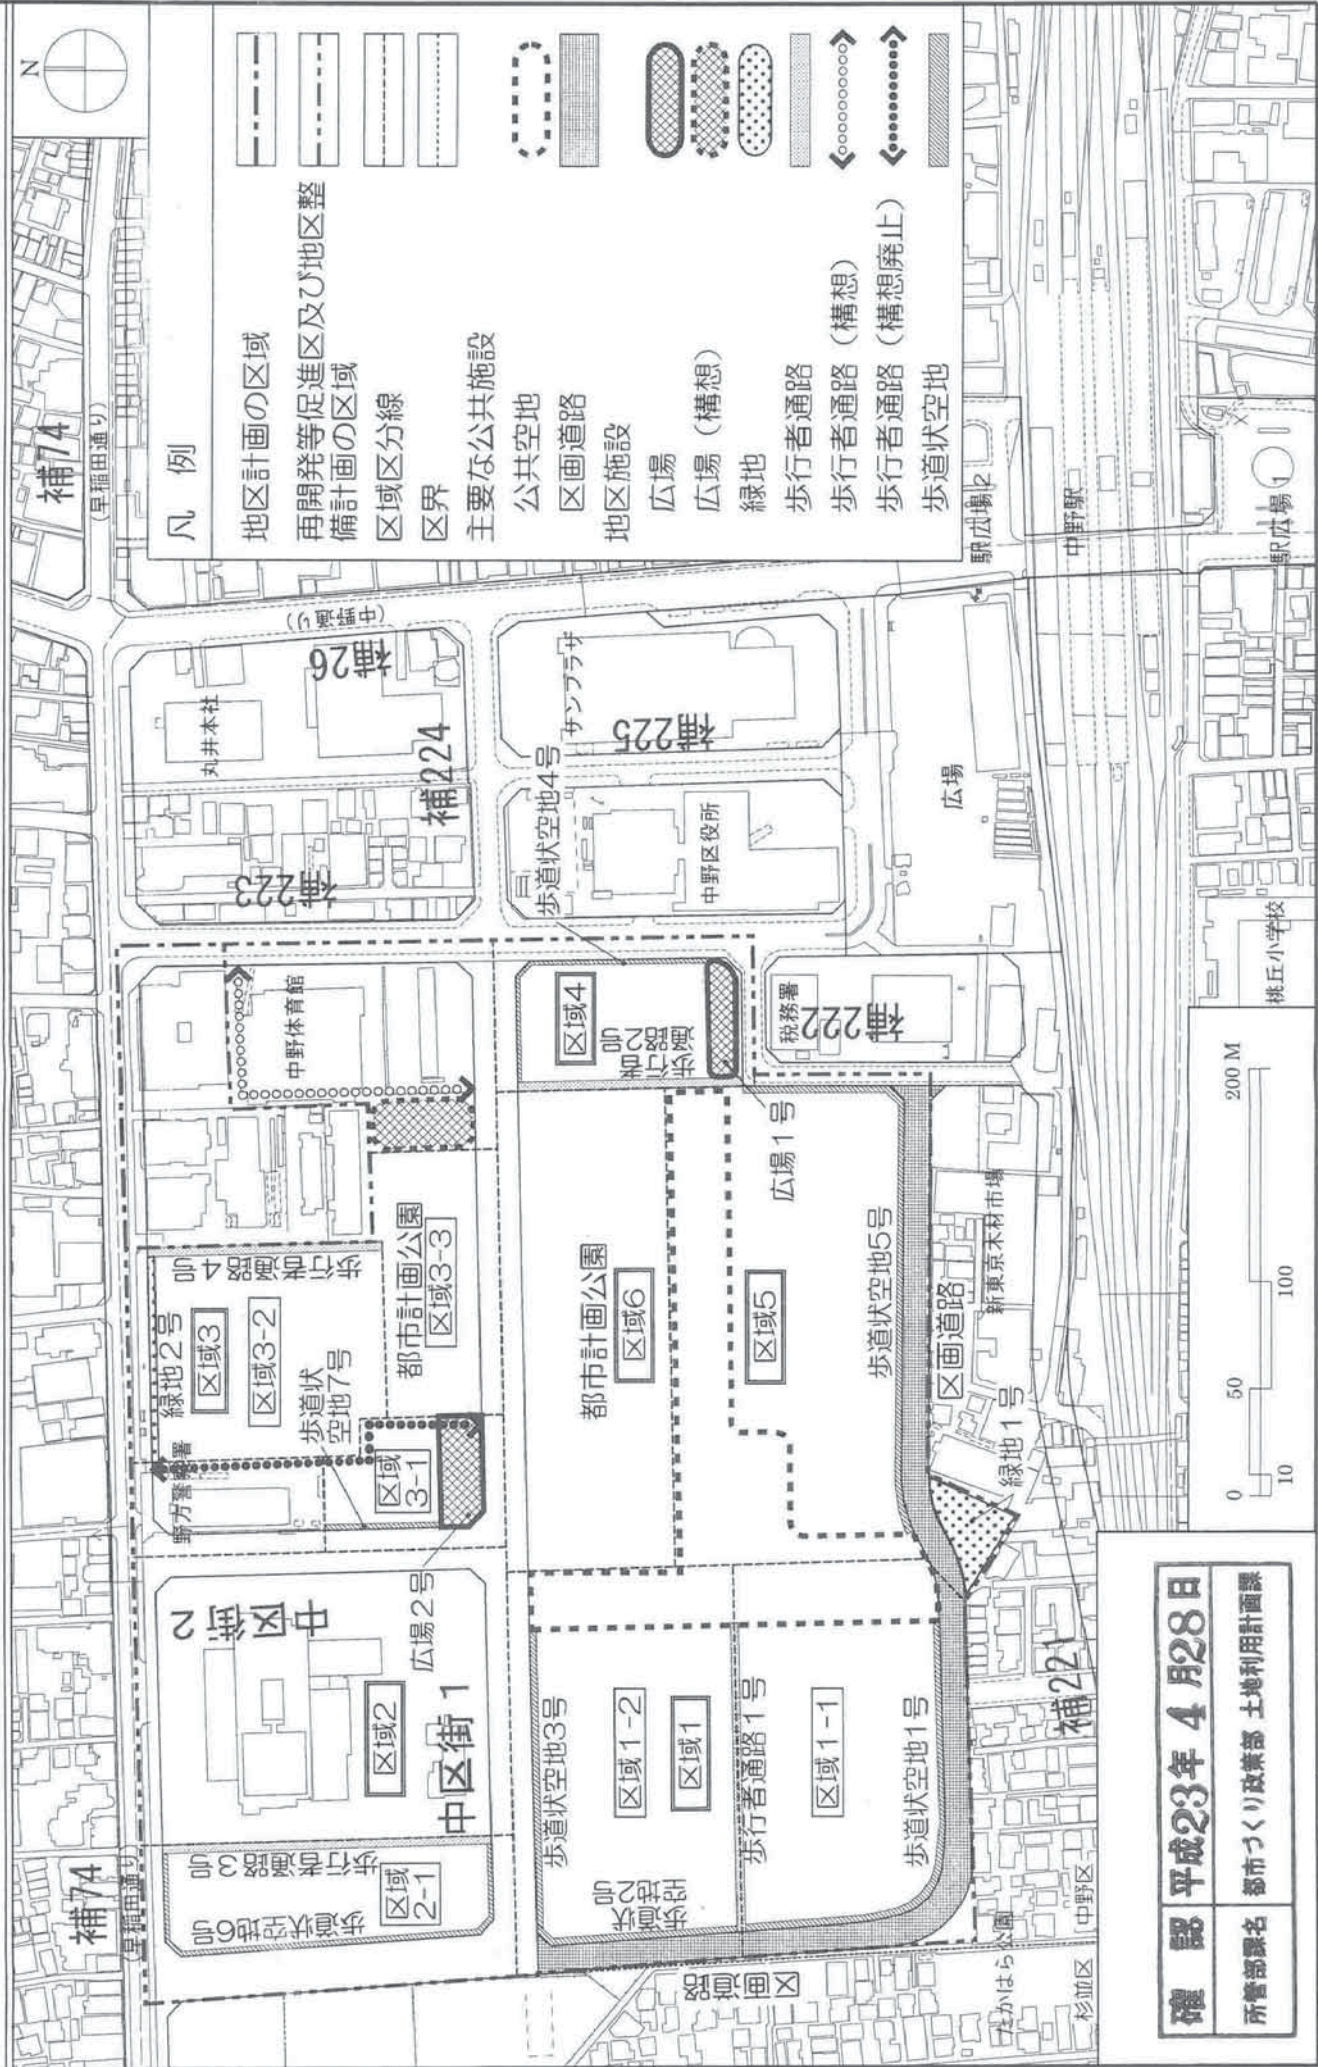 N
凡　例
地区計画の区域
再開発等促進区及び地区整
備計画の区域
区域区分線
区界
主要な公共施設
公共空地
区画道路
地区施設
広場
広場（構想）
緑地
歩行者通路
歩行者通路（構想）
歩行者通路（構想廃止）
歩道状空地
補74
（早稲田通り）
補74
（早稲田通り）
（中野通り）
補26
丸井本社
補224
補223
サンプラザ
補225
歩道状空地4号
中野区役所
広場
駅広場2
中野駅
駅広場1
桃丘小学校
中野体育館
区域4
歩行者
通路2号
税務署
補222
広場1号
歩行者通路4号
緑地2号
区域3
区域3-2
歩道状
空地7号
都市計画公園
区域3-3
野方警察署
区域
3-1
広場2号
都市計画公園
区域6
区域5
歩道状空地5号
区画道路
新東京木材市場
緑地1号
中区街2
区域2
中区街1
歩行者通路3号
歩道状空地6号
区域
2-1
歩道状空地3号
区域1-2
区域1
歩行者通路1号
区域1-1
歩道状空地1号
歩道状
空地2号
区画道路
補221
たかはら公園
杉並区
中野区
0
10
50
100
200 M
確　認
平成23年 4月28日
所管部課名
都市づくり政策部 土地利用計画課